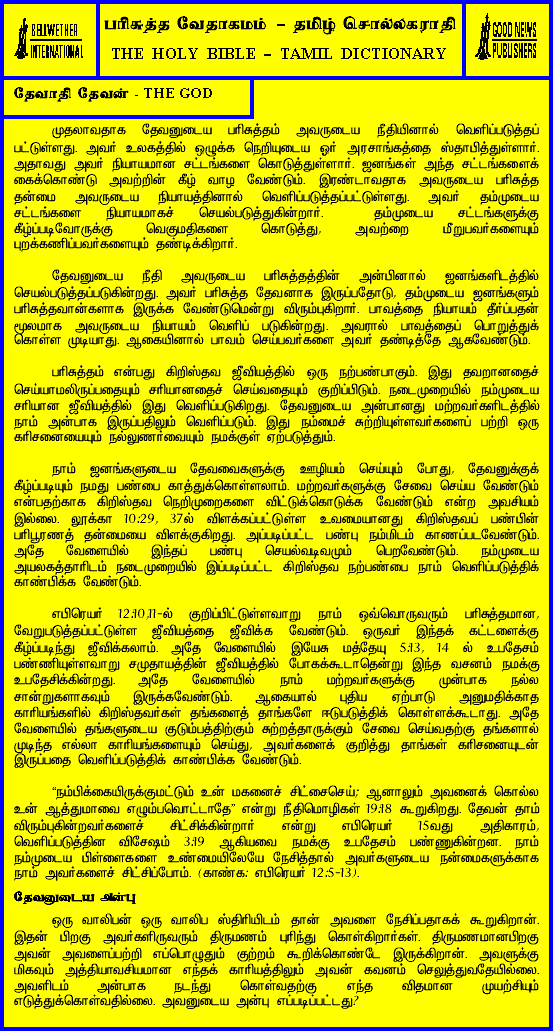 BELLWETHER
INTERNATIONAL
பரிசுத்த வேதாகமம் – தமிழ் சொல்லகராதி
THE HOLY BIBLE – TAMIL DICTIONARY
GOOD NEWS
PUBLISHERS
தேவாதி தேவன் - THE GOD
முதலாவதாக தேவனுடைய பரிசுத்தம் அவருடைய நீதியினால் வெளிப்படுத்தப்
பட்டுள்ளது. அவர் உலகத்தில் ஒழுக்க நெறியுடைய ஓர் அரசாங்கத்தை ஸ்தாபித்துள்ளார்.
அதாவது அவர் நியாயமான சட்டங்களை கொடுத்துள்ளார். ஜனங்கள் அந்த சட்டங்களைக்
கைக்கொண்டு அவற்றின் கீழ் வாழ வேண்டும். இரண்டாவதாக அவருடைய பரிசுத்த
தன்மை அவருடைய நியாயத்தினால் வெளிப்படுத்தப்பட்டுள்ளது. அவர் தம்முடைய
சட்டங்களை நியாயமாகச் செயல்படுத்துகின்றார். தம்முடைய சட்டங்களுக்கு
கீழ்ப்படிவோருக்கு வெகுமதிகளை கொடுத்து, அவற்றை மீறுபவர்களையும்
புறக்கணிப்பவர்களையும் தண்டிக்கிறார்.
தேவனுடைய நீதி அவருடைய பரிசுத்தத்தின் அன்பினால் ஜனங்களிடத்தில்
செயல்படுத்தப்படுகின்றது. அவர் பரிசுத்த தேவனாக இருப்பதோடு, தம்முடைய ஜனங்களும்
பரிசுத்தவான்களாக இருக்க வேண்டுமென்று விரும்புகிறார். பாவத்தை நியாயம் தீர்ப்பதன்
மூலமாக அவருடைய நியாயம் வெளிப் படுகின்றது. அவரால் பாவத்தைப் பொறுத்துக்
கொள்ள முடியாது. ஆகையினால் பாவம் செய்பவர்களை அவர் தண்டித்தே ஆகவேண்டும்.
பரிசுத்தம் என்பது கிறிஸ்தவ ஜீவியத்தில் ஒரு நற்பண்பாகும். இது தவறானதைச்
செய்யாமலிருப்பதையும் சரியானதைச் செய்வதையும் குறிப்பிடும். நடைமுறையில் நம்முடைய
சரியான ஜீவியத்தில் இது வெளிப்படுகிறது. தேவனுடைய அன்பானது மற்றவர்களிடத்தில்
நாம் அன்பாக இருப்பதிலும் வெளிப்படும். இது நம்மைச் சுற்றியுள்ளவர்களைப் பற்றி ஒரு
கரிசனையையும் நல்லுணர்வையும் நமக்குள் ஏற்படுத்தும்.
நாம் ஜனங்களுடைய தேவைகளுக்கு ஊழியம் செய்யும் போது, தேவனுக்குக்
கீழ்ப்படியும் நமது பண்பை காத்துக்கொள்ளலாம். மற்றவர்களுக்கு சேவை செய்ய வேண்டும்
என்பதற்காக கிறிஸ்தவ நெறிமுறைகளை விட்டுக்கொடுக்க வேண்டும் என்ற அவசியம்
இல்லை. லூக்கா 10:29, 37ல் விளக்கப்பட்டுள்ள உவமையானது கிறிஸ்தவப் பண்பின்
பரிபூரணத் தன்மையை விளக்குகிறது. அப்படிப்பட்ட பண்பு நம்மிடம் காணப்படவேண்டும்.
அதே வேளையில் இந்தப் பண்பு செயல்வடிவமும் பெறவேண்டும். நம்முடைய
அயலகத்தாரிடம் நடைமுறையில் இப்படிப்பட்ட கிறிஸ்தவ நற்பண்பை நாம் வெளிப்படுத்திக்
காண்பிக்க வேண்டும்.
எபிரெயர் 12:10,11-ல் குறிப்பிட்டுள்ளவாறு நாம் ஒவ்வொருவரும் பரிசுத்தமான,
வேறுபடுத்தப்பட்டுள்ள ஜீவியத்தை ஜீவிக்க வேண்டும். ஒருவர் இந்தக் கட்டளைக்கு
கீழ்ப்படிந்து ஜீவிக்கலாம். அதே வேளையில் இயேசு மத்தேயு 5:13, 14 ல் உபதேசம்
பண்ணியுள்ளவாறு சமுதாயத்தின் ஜீவியத்தில் போகக்கூடாதென்று இந்த வசனம் நமக்கு
உபதேசிக்கின்றது. அதே வேளையில் நாம் மற்றவர்களுக்கு முன்பாக நல்ல
சான்றுகளாகவும் இருக்கவேண்டும். ஆகையால் புதிய ஏற்பாடு அனுமதிக்காத
காரியங்களில் கிறிஸ்தவர்கள் தங்களைத் தாங்களே ஈடுபடுத்திக் கொள்ளக்கூடாது. அதே
வேளையில் தங்களுடைய குடும்பத்திற்கும் சுற்றத்தாருக்கும் சேவை செய்வதற்கு தங்களால்
முடிந்த எல்லா காரியங்களையும் செய்து, அவர்களைக் குறித்து தாங்கள் கரிசனையுடன்
இருப்பதை வெளிப்படுத்திக் காண்பிக்க வேண்டும்.
“நம்பிக்கையிருக்குமட்டும் உன் மகனைச் சிட்சைசெய்; ஆனாலும் அவனைக் கொல்ல
உன் ஆத்துமாவை எழும்பவொட்டாதே” என்று நீதிமொழிகள் 19:18 கூறுகிறது. தேவன் தாம்
விரும்புகின்றவர்களைச் சிட்சிக்கின்றார் என்று எபிரெயர் 15வது அதிகாரம்,
வெளிப்படுத்தின விசேஷம் 3:19 ஆகியவை நமக்கு உபதேசம் பண்ணுகின்றன. நாம்
நம்முடைய பிள்ளைகளை உண்மையிலேயே நேசித்தால் அவர்களுடைய நன்மைகளுக்காக
நாம் அவர்களைச் சிட்சிப்போம். (காண்க: எபிரெயர் 12:5-13).
தேவனுடைய அன்பு
ஒரு வாலிபன் ஒரு வாலிப ஸ்திரியிடம் தான் அவளை நேசிப்பதாகக் கூறுகிறான்.
இதன் பிறகு அவர்களிருவரும் திருமணம் புரிந்து கொள்கிறார்கள். திருமணமானபிறகு
அவன் அவளைப்பற்றி எப்பொழுதும் குற்றம் கூறிக்கொண்டே இருக்கிறான். அவளுக்கு
மிகவும் அத்தியாவசியமான எந்தக் காரியத்திலும் அவன் கவனம் செலுத்துவதேயில்லை.
அவளிடம் அன்பாக நடந்து கொள்வதற்கு எந்த விதமான முயற்சியும்
எடுத்துக்கொள்வதில்லை. அவனுடைய அன்பு எப்படிப்பட்டது?